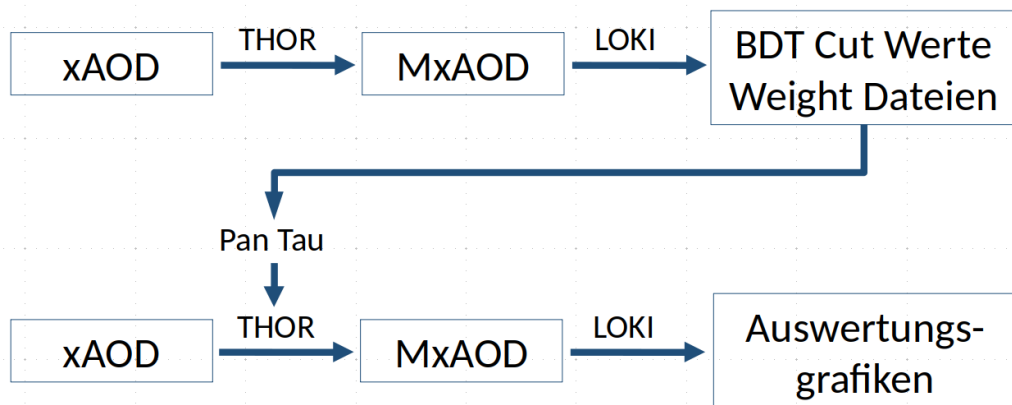 THOR
LOKI
xAOD
MxAOD
BDT Cut Werte
Weight Dateien
Pan Tau
THOR
LOKI
xAOD
MxAOD
Auswertungs-
grafiken